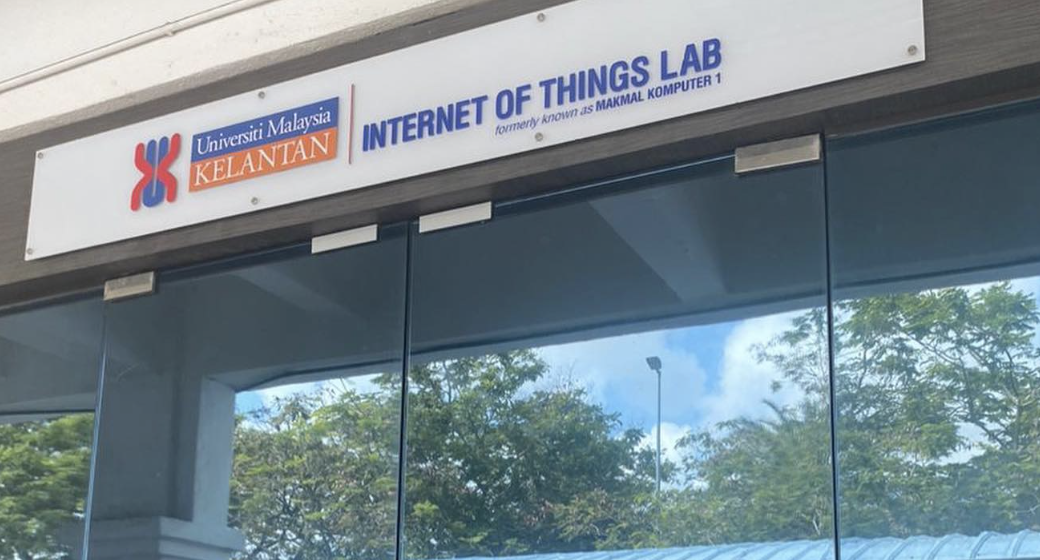 Universiti Malaysia
KELANTAN
INTERNET OF THINGS LAB
formerly known as MAKMAL KOMPUTER 1